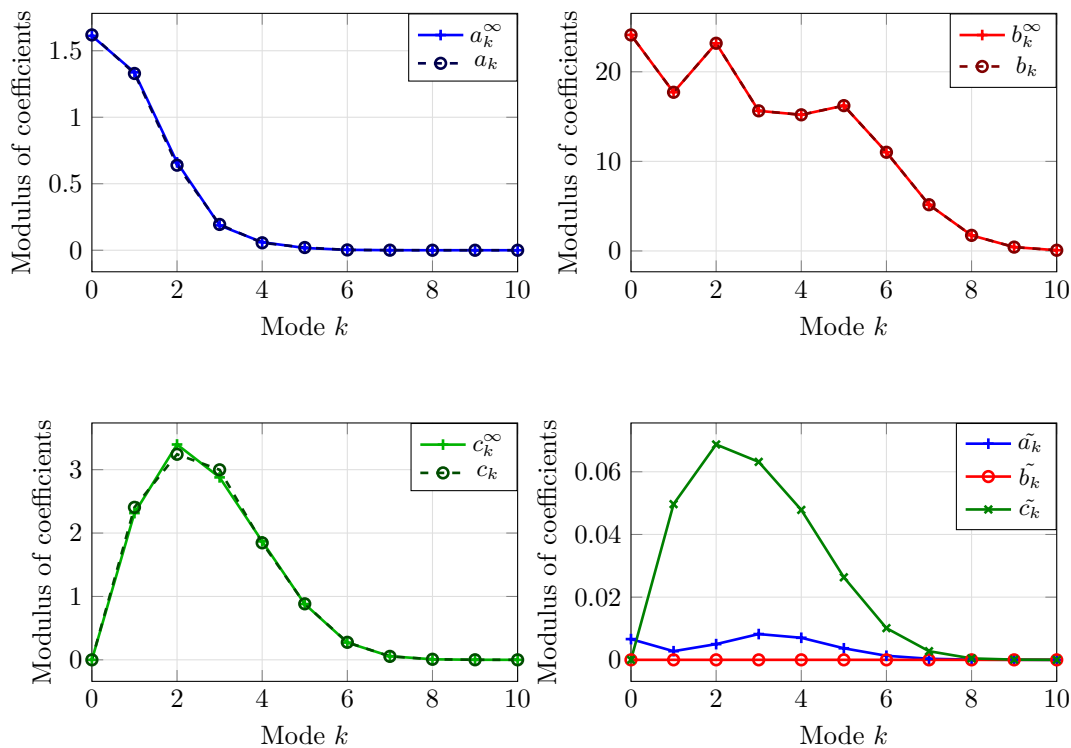 Modulus of coefficients
1.5
1
0.5
0
0 2 4 6 8 10
Mode k
a_k^∞
a_k
Modulus of coefficients
20
10
0
0 2 4 6 8 10
Mode k
b_k^∞
b_k
Modulus of coefficients
3
2
1
0
0 2 4 6 8 10
Mode k
c_k^∞
c_k
Modulus of coefficients
0.06
0.04
0.02
0
0 2 4 6 8 10
Mode k
ã_k
b̃_k
c̃_k